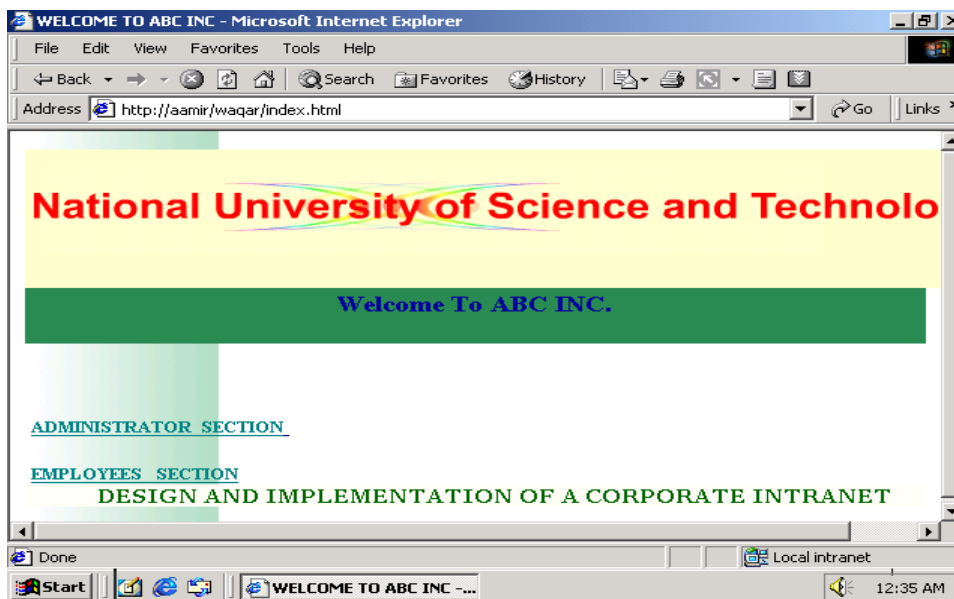 WELCOME TO ABC INC - Microsoft Internet Explorer
File Edit View Favorites Tools Help
Back Search Favorites History
Address http://aamir/waqar/index.html Go Links
National University of Science and Technolo
Welcome To ABC INC.
ADMINISTRATOR SECTION
EMPLOYEES SECTION
DESIGN AND IMPLEMENTATION OF A CORPORATE INTRANET
Done Local intranet
Start WELCOME TO ABC INC -... 12:35 AM